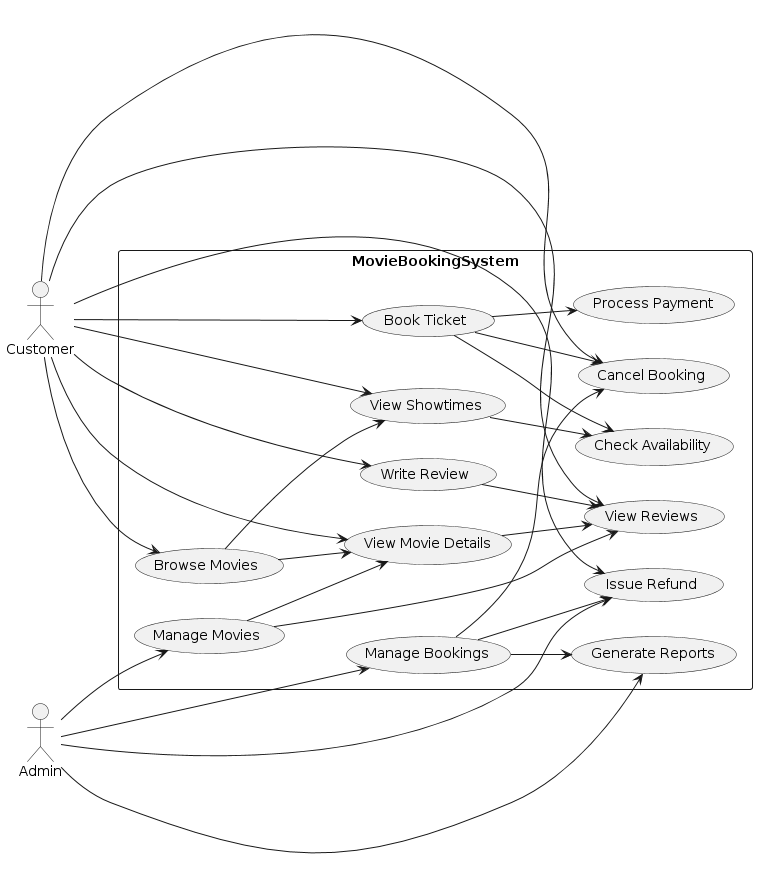 MovieBookingSystem
Process Payment
Book Ticket
Customer
Cancel Booking
View Showtimes
Check Availability
Write Review
View Reviews
View Movie Details
Browse Movies
Issue Refund
Manage Movies
Manage Bookings
Generate Reports
Admin